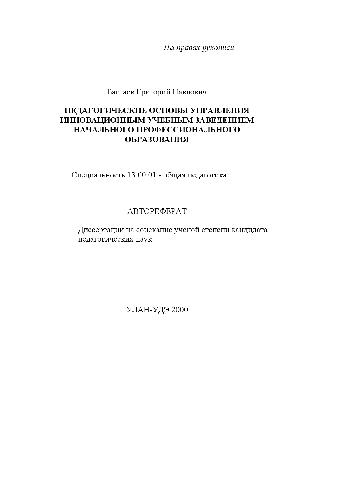 На правах рукописи
Григорий Павлович
ПЕДАГОГИЧЕСКИЕ ОСНОВЫ УПРАВЛЕНИЯ
ИННОВАЦИОННЫМ УЧЕБНЫМ ЗАВЕДЕНИЕМ
НАЧАЛЬНОГО ПРОФЕССИОНАЛЬНОГО
ОБРАЗОВАНИЯ
Специальность 13 00 01 - общая педагогика
АВТОРЕФЕРАТ
Диссертации на соискание ученой степени кандидата
педагогических наук
УЛАН-УДЭ 2000